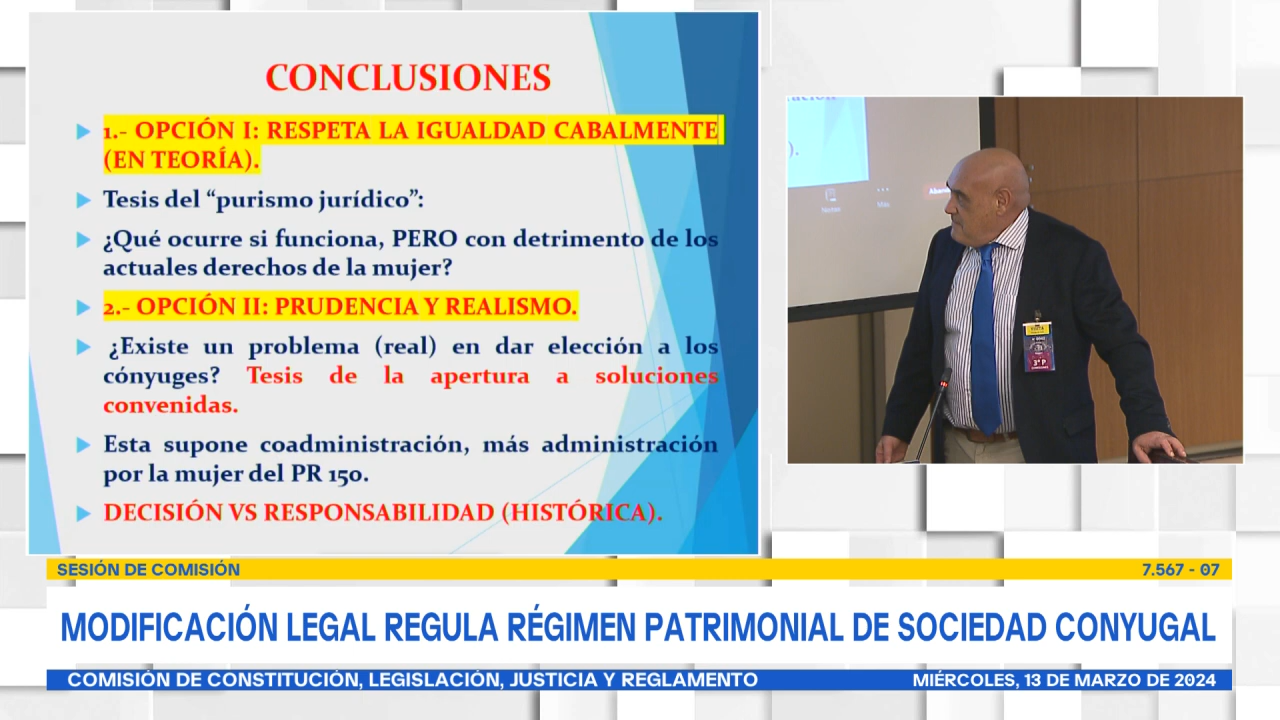 CONCLUSIONES
1.- OPCIÓN I: RESPETA LA IGUALDAD CABALMENTE
(EN TEORÍA).
Tesis del “purismo jurídico”:
¿Qué ocurre si funciona, PERO con detrimento de los
actuales derechos de la mujer?
2.- OPCIÓN II: PRUDENCIA Y REALISMO.
¿Existe un problema (real) en dar elección a los
cónyuges? Tesis de la apertura a soluciones
convenidas.
Esta supone coadministración, más administración
por la mujer del PR 150.
DECISIÓN VS RESPONSABILIDAD (HISTÓRICA).
VISITA
3° P
SESIÓN DE COMISIÓN
7.567 - 07
MODIFICACIÓN LEGAL REGULA RÉGIMEN PATRIMONIAL DE SOCIEDAD CONYUGAL
COMISIÓN DE CONSTITUCIÓN, LEGISLACIÓN, JUSTICIA Y REGLAMENTO
MIÉRCOLES, 13 DE MARZO DE 2024